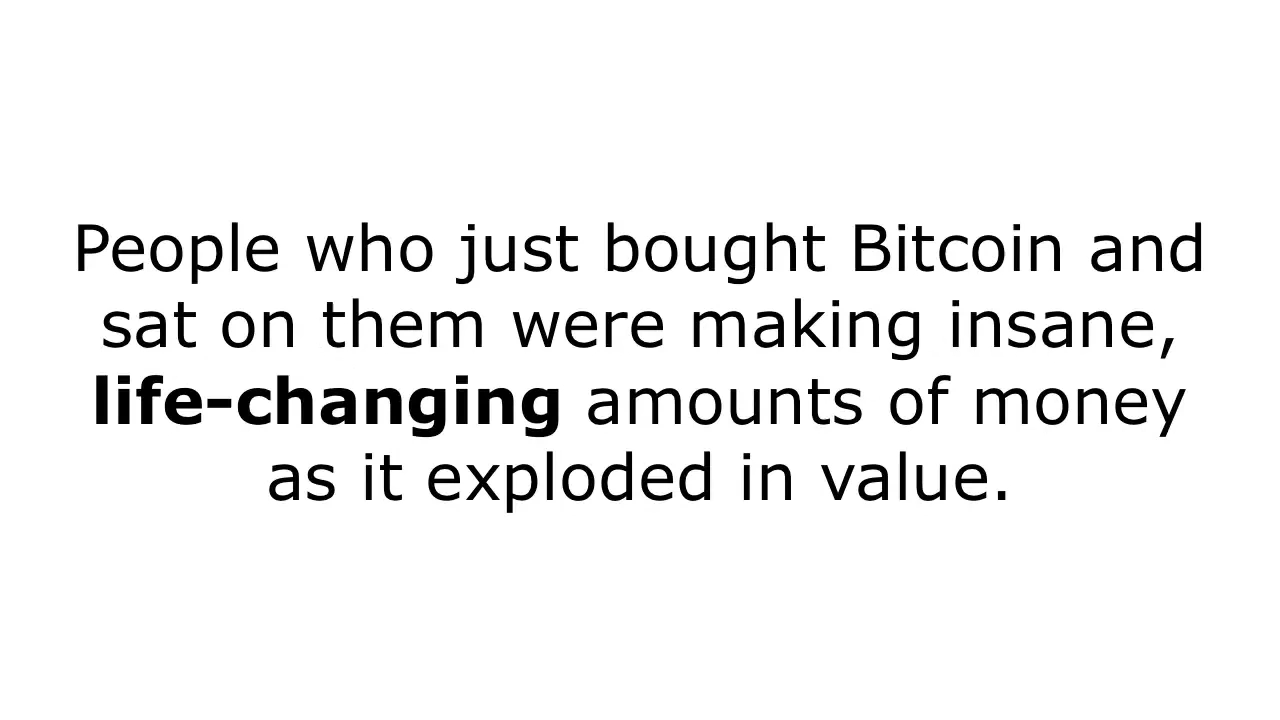 People who just bought Bitcoin and
sat on them were making insane,
life-changing amounts of money
as it exploded in value.